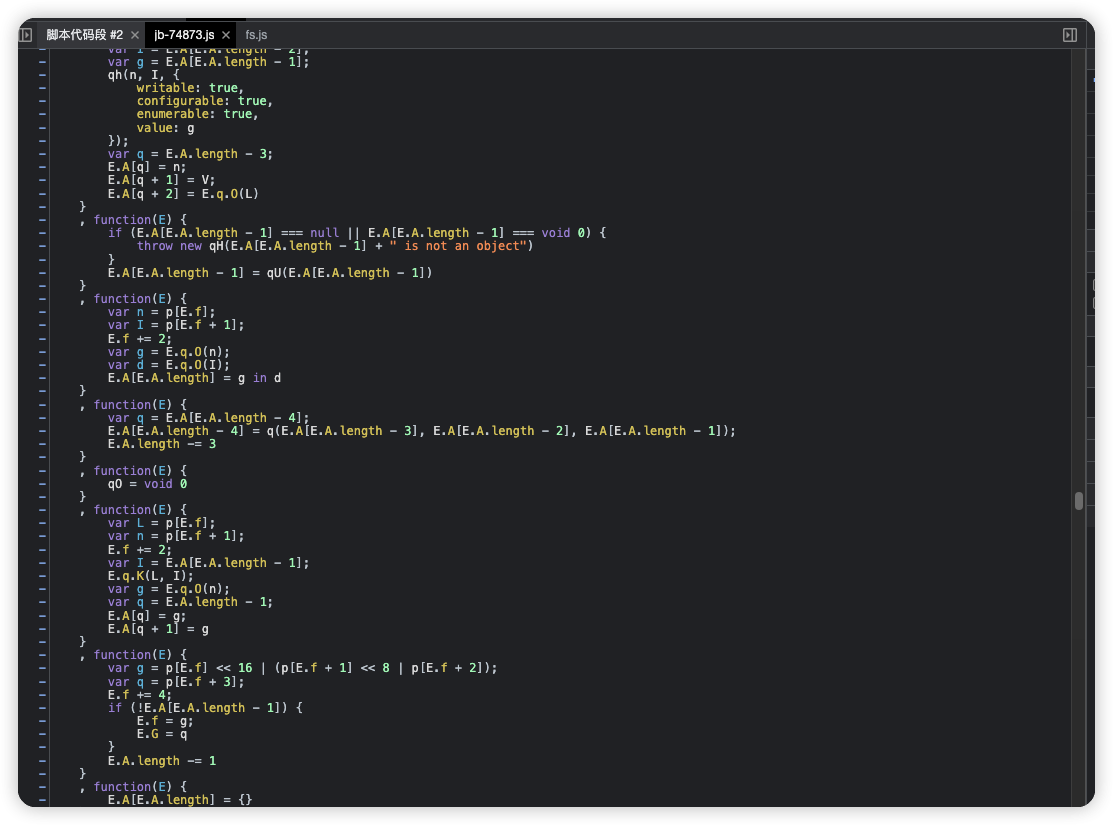 脚本代码段 #2 × jb-74873.js × fs.js
var I = E.A[E.A.length - 2];
var g = E.A[E.A.length - 1];
qh(n, I, {
writable: true,
configurable: true,
enumerable: true,
value: g
});
var q = E.A.length - 3;
E.A[q] = n;
E.A[q + 1] = V;
E.A[q + 2] = E.q.O(L)
}
, function(E) {
if (E.A[E.A.length - 1] === null || E.A[E.A.length - 1] === void 0) {
throw new qH(E.A[E.A.length - 1] + " is not an object")
}
E.A[E.A.length - 1] = qU(E.A[E.A.length - 1])
}
, function(E) {
var n = p[E.f];
var I = p[E.f + 1];
E.f += 2;
var g = E.q.O(n);
var d = E.q.O(I);
E.A[E.A.length] = g in d
}
, function(E) {
var q = E.A[E.A.length - 4];
E.A[E.A.length - 4] = q(E.A[E.A.length - 3], E.A[E.A.length - 2], E.A[E.A.length - 1]);
E.A.length -= 3
}
, function(E) {
qO = void 0
}
, function(E) {
var L = p[E.f];
var n = p[E.f + 1];
E.f += 2;
var I = E.A[E.A.length - 1];
E.q.K(L, I);
var g = E.q.O(n);
var q = E.A.length - 1;
E.A[q] = g;
E.A[q + 1] = g
}
, function(E) {
var g = p[E.f] << 16 | (p[E.f + 1] << 8 | p[E.f + 2]);
var q = p[E.f + 3];
E.f += 4;
if (!E.A[E.A.length - 1]) {
E.f = g;
E.G = q
}
E.A.length -= 1
}
, function(E) {
E.A[E.A.length] = {}